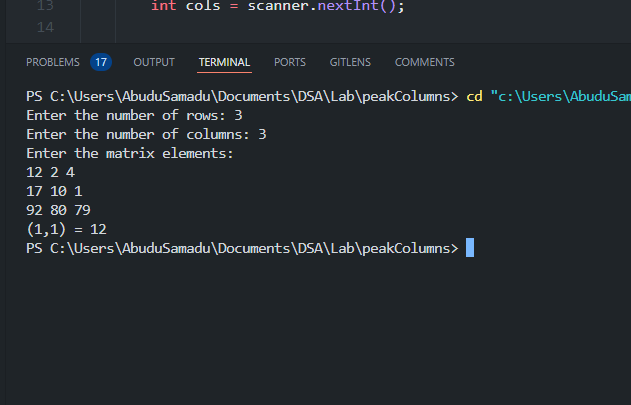 13 int cols = scanner.nextInt();
14
PROBLEMS 17 OUTPUT TERMINAL PORTS GITLENS COMMENTS
PS C:\Users\AbuduSamadu\Documents\DSA\Lab\peakColumns> cd "c:\Users\AbuduSam
Enter the number of rows: 3
Enter the number of columns: 3
Enter the matrix elements:
12 2 4
17 10 1
92 80 79
(1,1) = 12
PS C:\Users\AbuduSamadu\Documents\DSA\Lab\peakColumns>